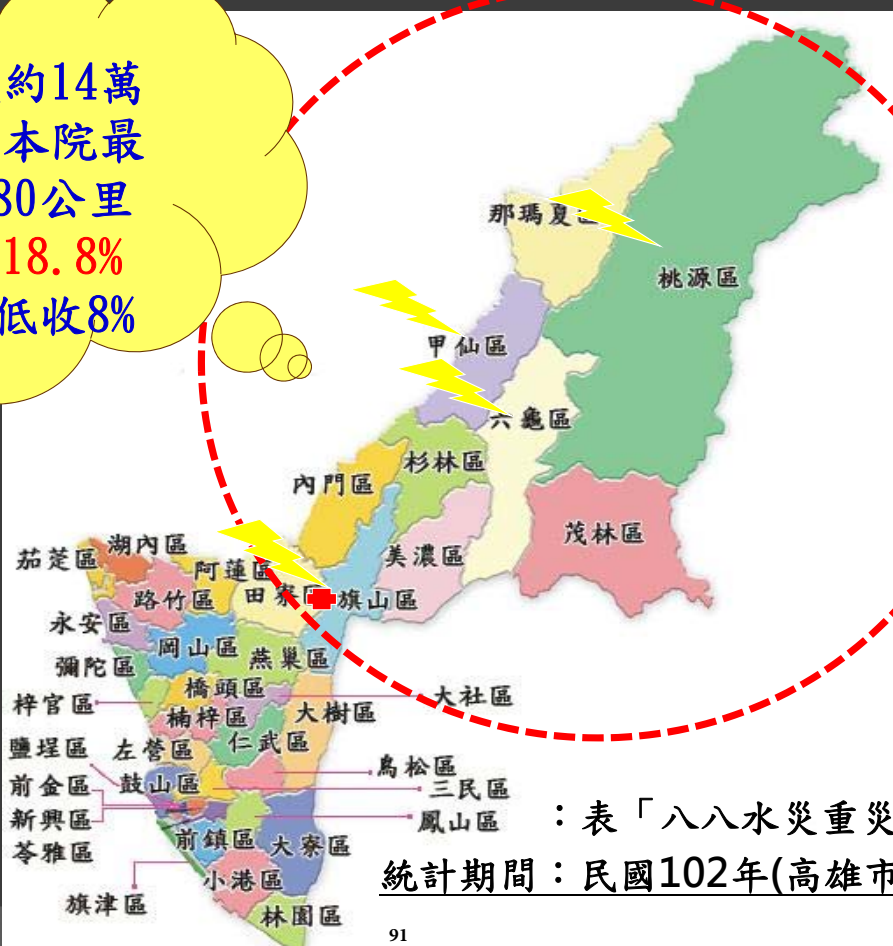 約14萬
本院最
80公里
18.8%
低收8%
那瑪夏區
桃源區
甲仙區
六龜區
杉林區
內門區
茂林區
美濃區
湖內區
茄萣區
阿蓮區
路竹區
田寮區
旗山區
永安區
岡山區
燕巢區
彌陀區
橋頭區
大社區
梓官區
大樹區
楠梓區
仁武區
鹽埕區
左營區
鳥松區
前金區
鼓山區
三民區
新興區
鳳山區
苓雅區
前鎮區
大寮區
小港區
旗津區
林園區
：表「八八水災重災
統計期間：民國102年(高雄市
91